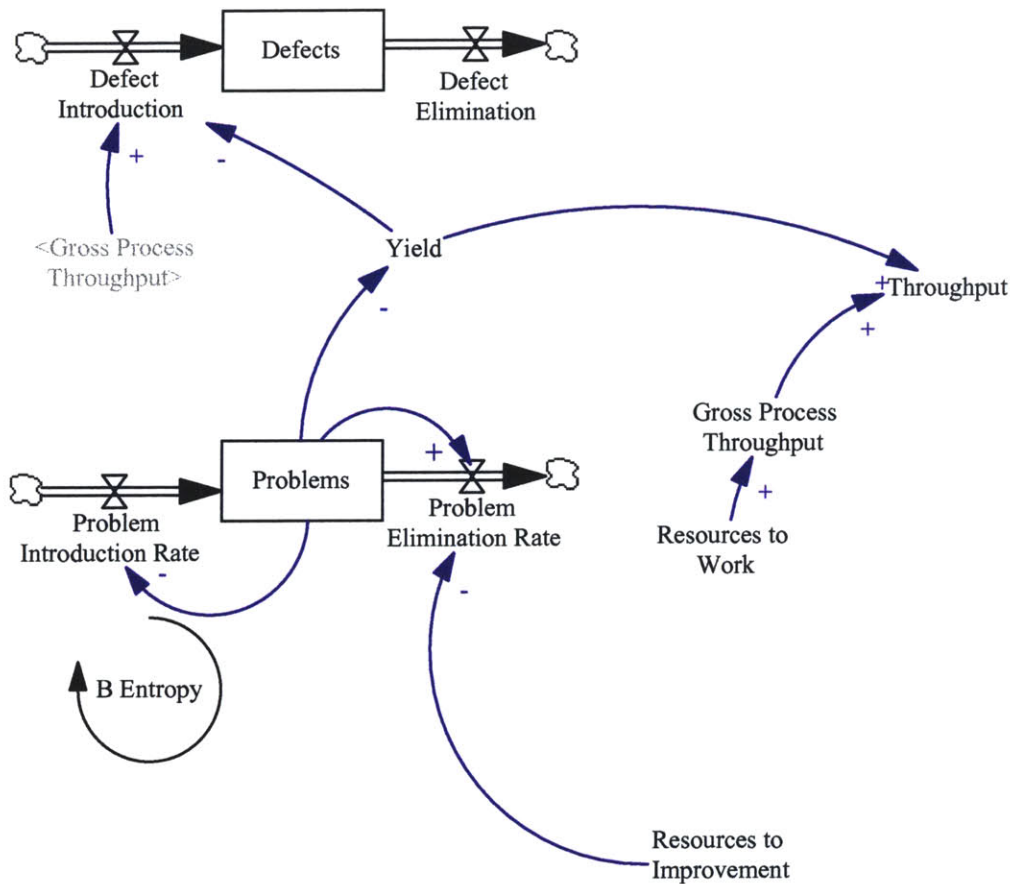 Defects
Defect
Introduction
Defect
Elimination
+
-
<Gross Process
Throughput>
Yield
-
+
Throughput
+
Gross Process
Throughput
+
Resources to
Work
Problems
+
Problem
Introduction Rate
-
Problem
Elimination Rate
-
B Entropy
Resources to
Improvement